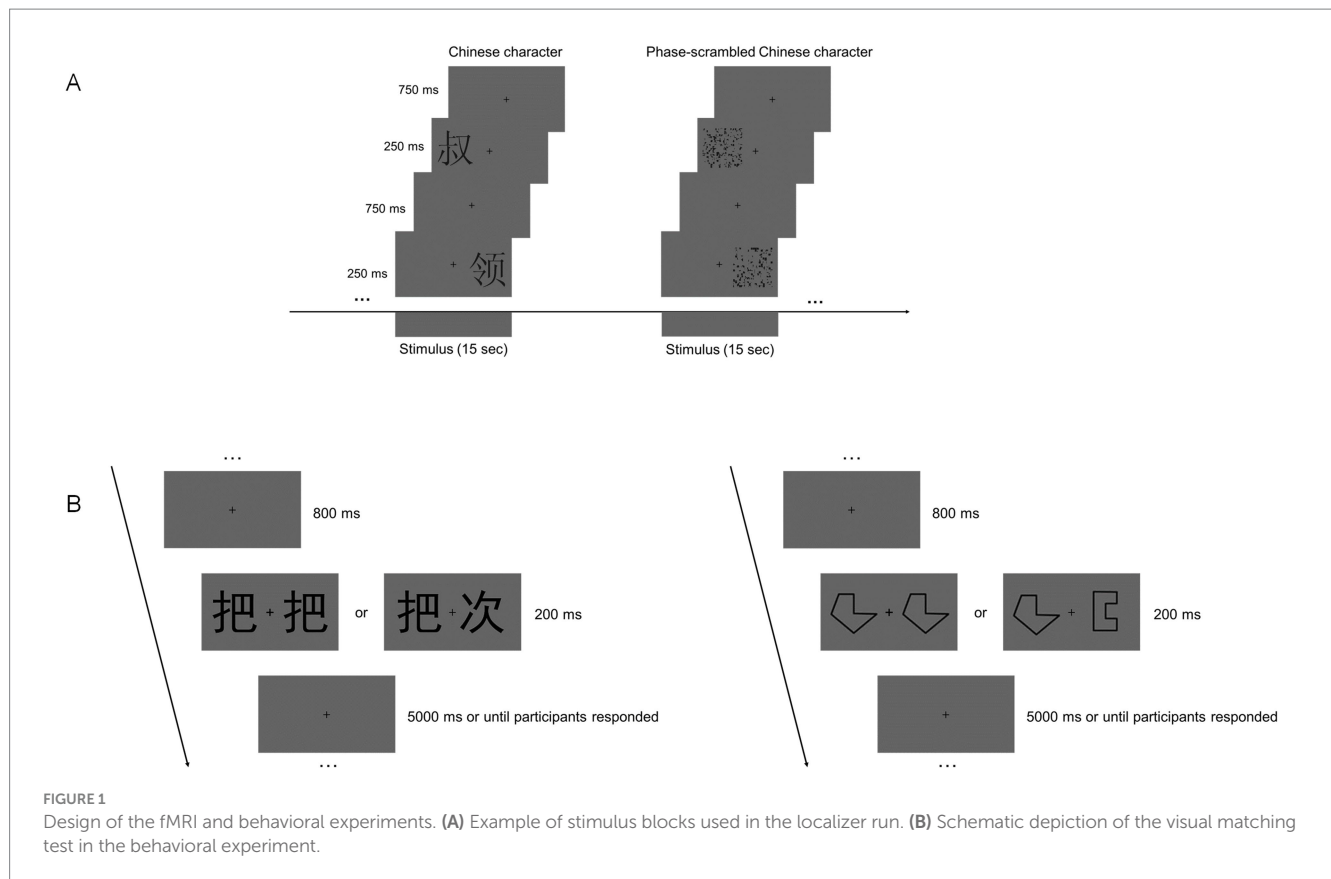 A
Chinese character
Phase-scrambled Chinese character
750 ms
250 ms
叔
750 ms
250 ms
领
...
...
Stimulus (15 sec)
Stimulus (15 sec)
B
...
800 ms
把 + 把 or 把 + 次 200 ms
5000 ms or until participants responded
...
...
800 ms
or 200 ms
5000 ms or until participants responded
...
FIGURE 1
Design of the fMRI and behavioral experiments. (A) Example of stimulus blocks used in the localizer run. (B) Schematic depiction of the visual matching
test in the behavioral experiment.